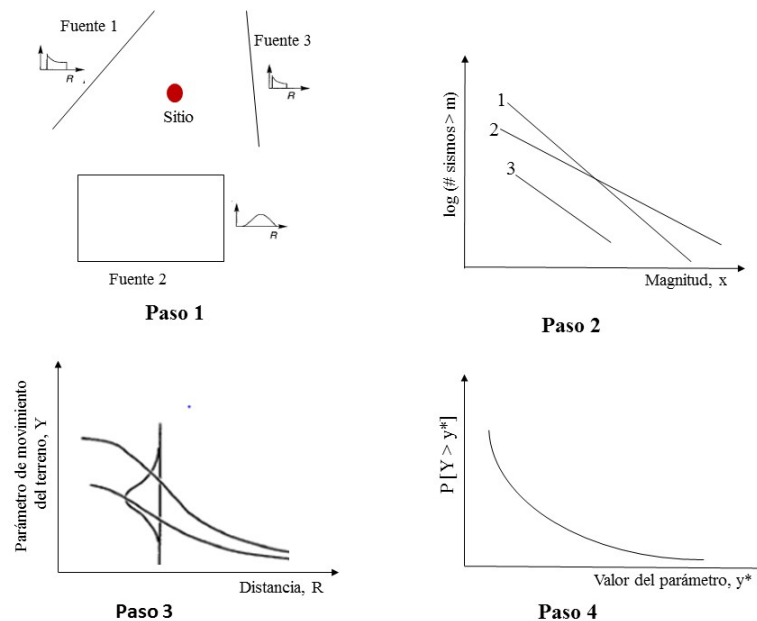 Fuente 1
R
Fuente 3
R
Sitio
R
Fuente 2
Paso 1
log (# sismos > m)
1
2
3
Magnitud, x
Paso 2
Parámetro de movimiento
del terreno, Y
Distancia, R
Paso 3
P [Y > y*]
Valor del parámetro, y*
Paso 4